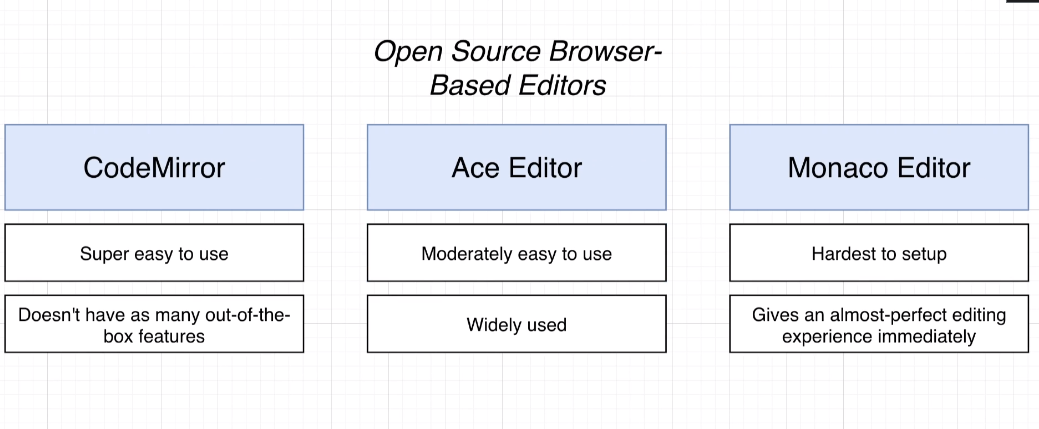 Open Source Browser-
Based Editors
CodeMirror
Ace Editor
Monaco Editor
Super easy to use
Moderately easy to use
Hardest to setup
Doesn't have as many out-of-the-
box features
Widely used
Gives an almost-perfect editing
experience immediately